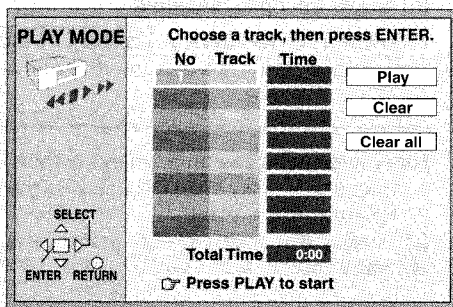 PLAY MODE
Choose a track, then press ENTER.
No Track Time
1
Play
Clear
Clear all
SELECT
ENTER RETURN
Total Time 0:00
Press PLAY to start